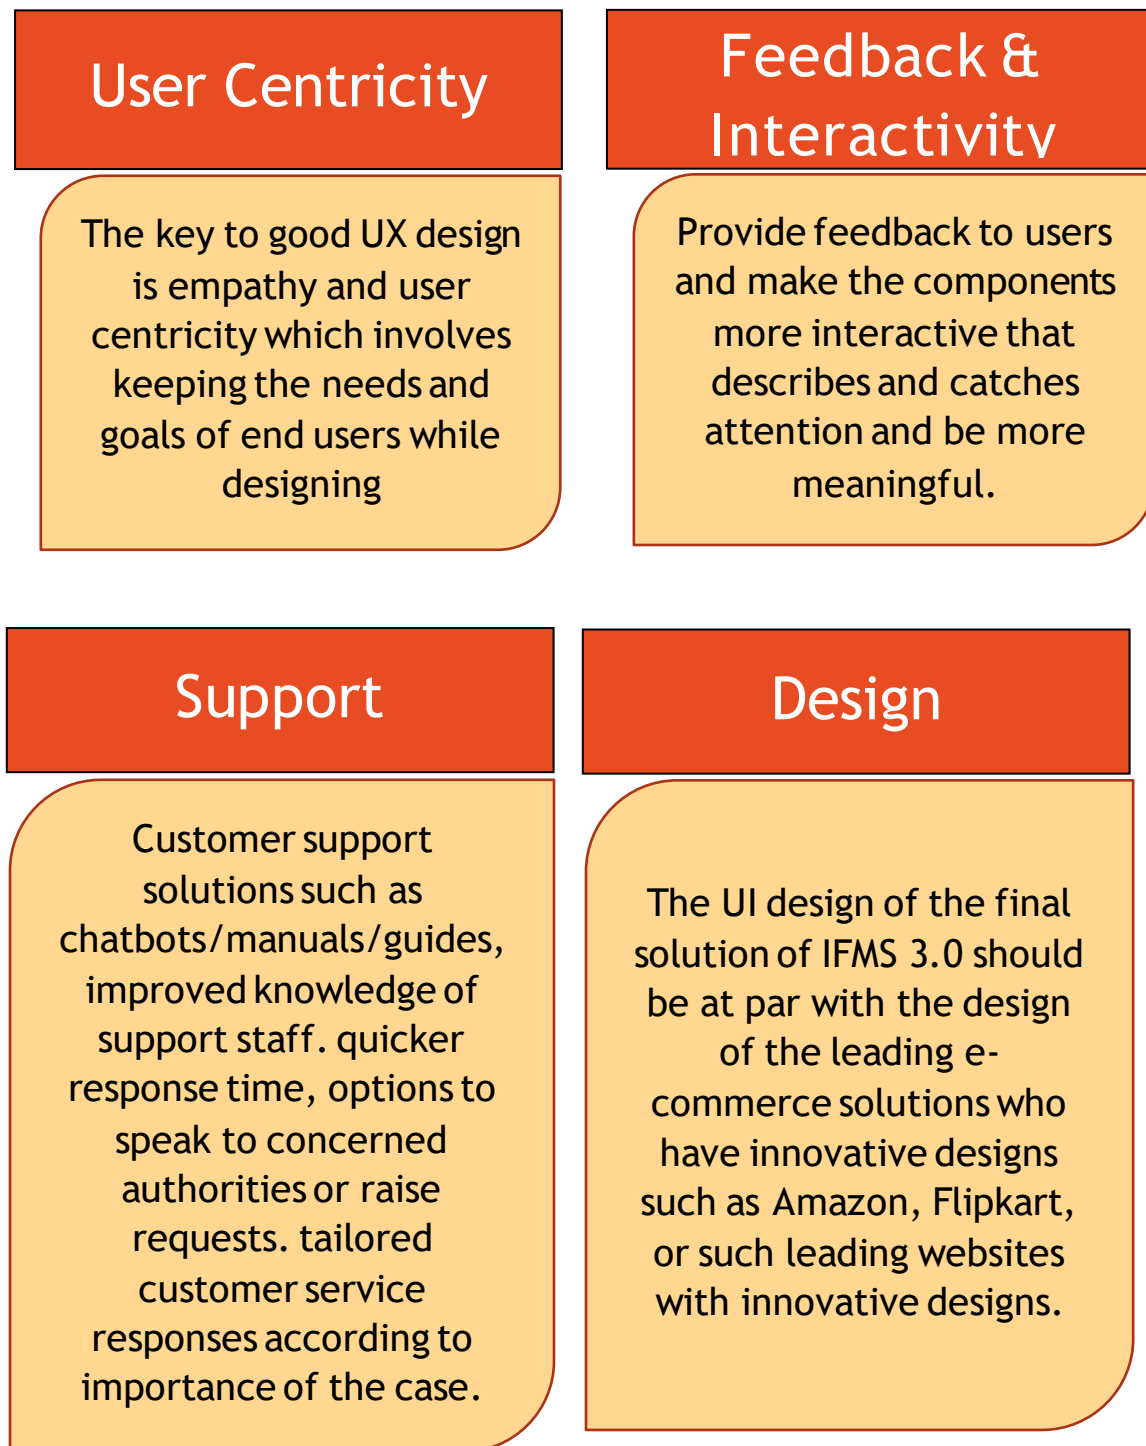 User Centricity
The key to good UX design
is empathy and user
centricity which involves
keeping the needs and
goals of end users while
designing
Feedback &
Interactivity
Provide feedback to users
and make the components
more interactive that
describes and catches
attention and be more
meaningful.
Support
Customer support
solutions such as
chatbots/manuals/guides,
improved knowledge of
support staff. quicker
response time, options to
speak to concerned
authorities or raise
requests. tailored
customer service
responses according to
importance of the case.
Design
The UI design of the final
solution of IFMS 3.0 should
be at par with the design
of the leading e-
commerce solutions who
have innovative designs
such as Amazon, Flipkart,
or such leading websites
with innovative designs.